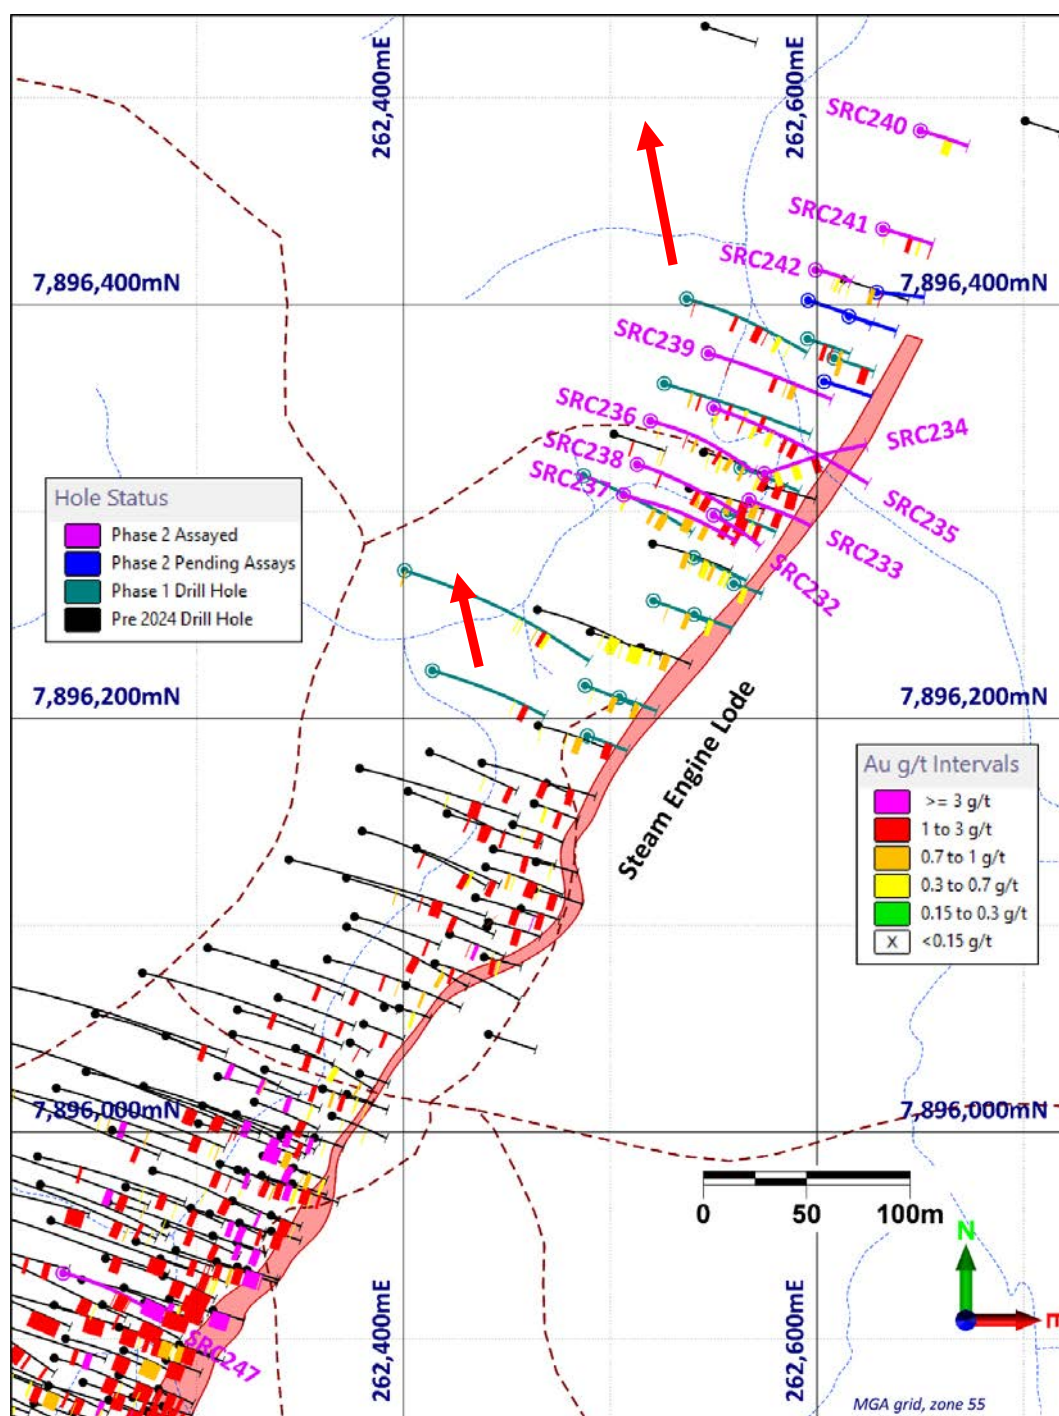 262,400mE
262,600mE
SRC240
SRC241
SRC242
7,896,400mN
7,896,400mN
SRC239
SRC236
SRC234
SRC238
SRC237
SRC235
SRC233
SRC232
Hole Status
Phase 2 Assayed
Phase 2 Pending Assays
Phase 1 Drill Hole
Pre 2024 Drill Hole
7,896,200mN
7,896,200mN
Steam Engine Lode
Au g/t Intervals
>= 3 g/t
1 to 3 g/t
0.7 to 1 g/t
0.3 to 0.7 g/t
0.15 to 0.3 g/t
X <0.15 g/t
7,896,000mN
7,896,000mN
0 50 100m
N
E
SRC247
262,400mE
262,600mE
MGA grid, zone 55